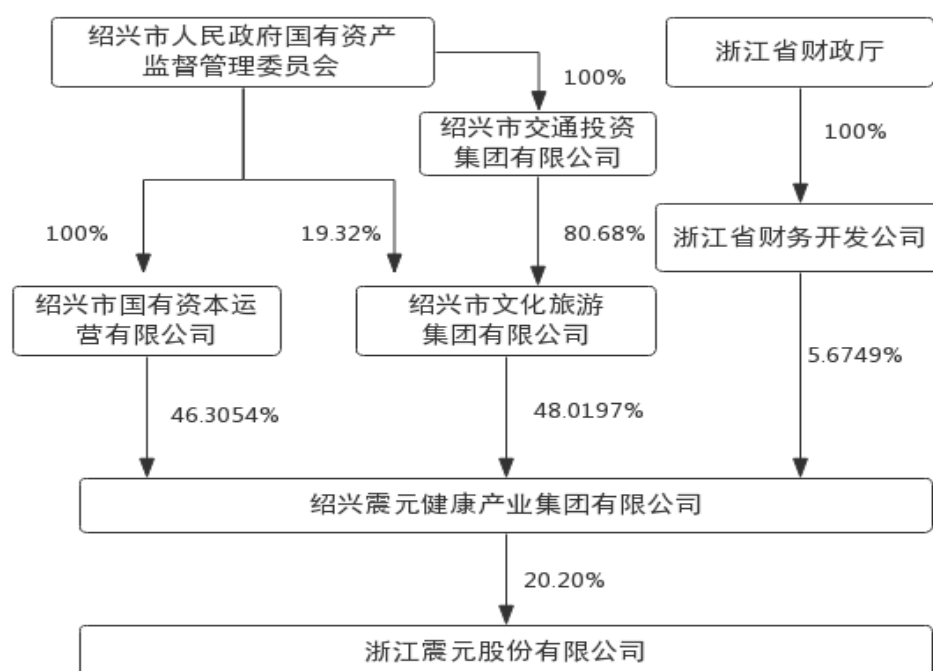 绍兴市人民政府国有资产
监督管理委员会
浙江省财政厅
100%
绍兴市交通投资
集团有限公司
100%
100%
19.32%
80.68%
浙江省财务开发公司
绍兴市国有资本运
营有限公司
绍兴市文化旅游
集团有限公司
5.6749%
46.3054%
48.0197%
绍兴震元健康产业集团有限公司
20.20%
浙江震元股份有限公司